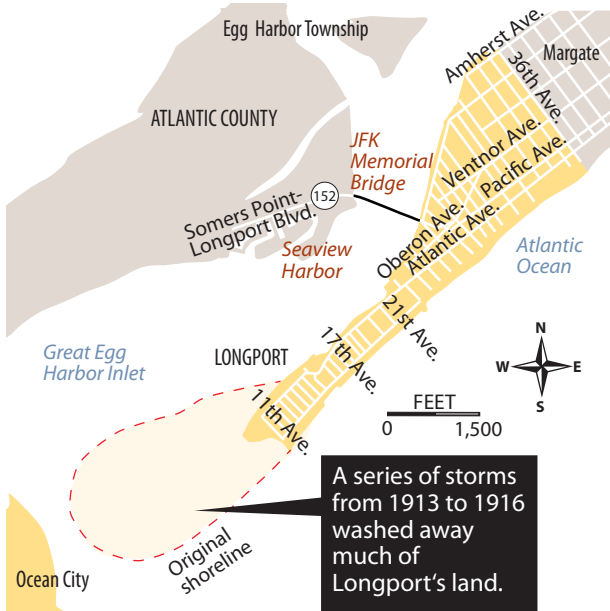 Egg Harbor Township
Amherst Ave.
Margate
36th Ave.
ATLANTIC COUNTY
JFK
Memorial
Bridge
Ventnor Ave.
Pacific Ave.
152
Somers Point-
Longport Blvd.
Oberon Ave.
Atlantic Ave.
Seaview
Harbor
Atlantic
Ocean
21st Ave.
Great Egg
Harbor Inlet
LONGPORT
17th Ave.
N
W
E
S
11th Ave.
FEET
0
1,500
A series of storms
from 1913 to 1916
washed away
much of
Longport‘s land.
Original
shoreline
Ocean City